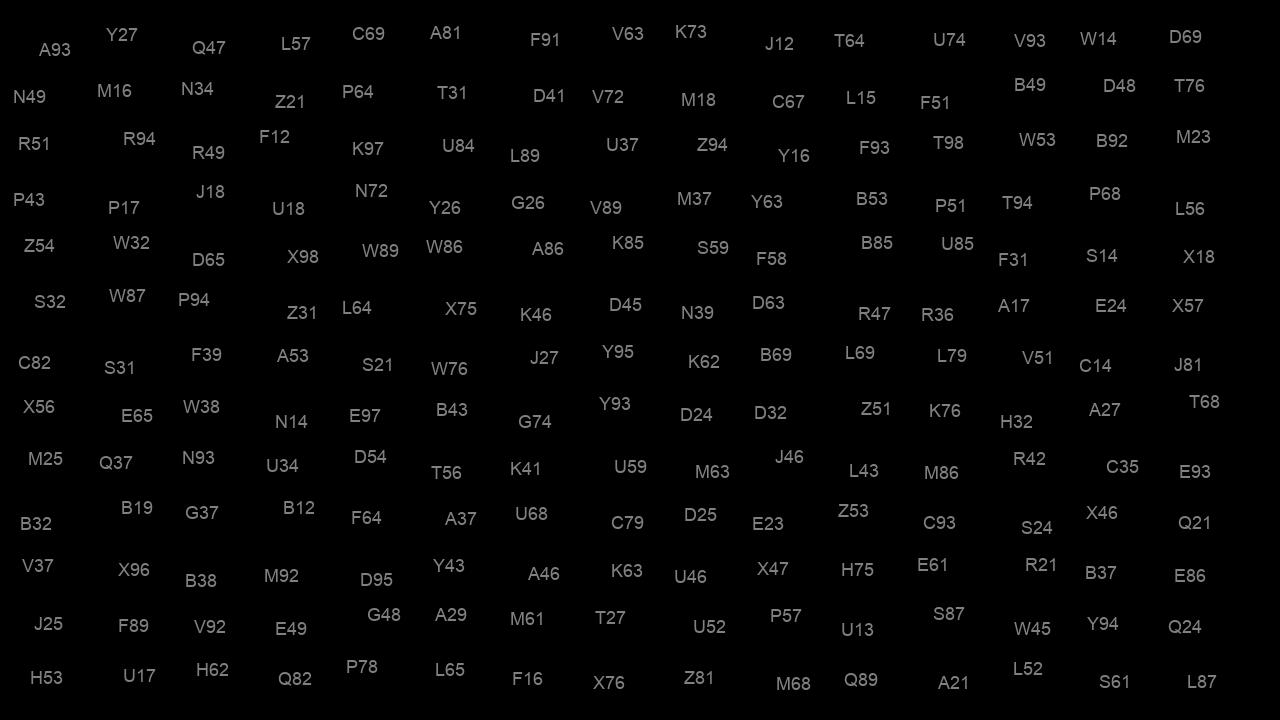 A93 Y27 Q47 L57 C69 A81 F91 V63 K73 J12 T64 U74 V93 W14 D69
N49 M16 N34 Z21 P64 T31 D41 V72 M18 C67 L15 F51 B49 D48 T76
R51 R94 R49 F12 K97 U84 L89 U37 Z94 Y16 F93 T98 W53 B92 M23
P43 P17 J18 U18 N72 Y26 G26 V89 M37 Y63 B53 P51 T94 P68 L56
Z54 W32 D65 X98 W89 W86 A86 K85 S59 F58 B85 U85 F31 S14 X18
S32 W87 P94 Z31 L64 X75 K46 D45 N39 D63 R47 R36 A17 E24 X57
C82 S31 F39 A53 S21 W76 J27 Y95 K62 B69 L69 L79 V51 C14 J81
X56 E65 W38 N14 E97 B43 G74 Y93 D24 D32 Z51 K76 H32 A27 T68
M25 Q37 N93 U34 D54 T56 K41 U59 M63 J46 L43 M86 R42 C35 E93
B32 B19 G37 B12 F64 A37 U68 C79 D25 E23 Z53 C93 S24 X46 Q21
V37 X96 B38 M92 D95 Y43 A46 K63 U46 X47 H75 E61 R21 B37 E86
J25 F89 V92 E49 G48 A29 M61 T27 U52 P57 U13 S87 W45 Y94 Q24
H53 U17 H62 Q82 P78 L65 F16 X76 Z81 M68 Q89 A21 L52 S61 L87